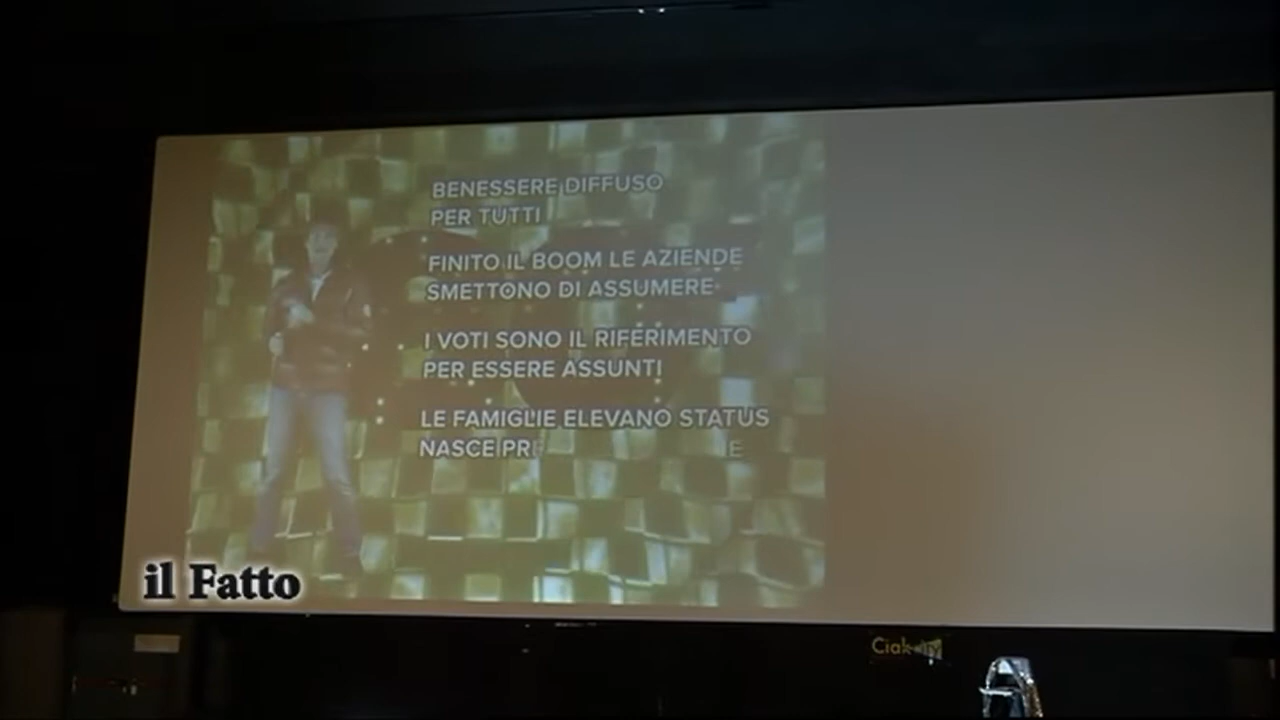 BENESSERE DIFFUSO
PER TUTTI
FINITO IL BOOM LE AZIENDE
SMETTONO DI ASSUMERE
I VOTI SONO IL RIFERIMENTO
PER ESSERE ASSUNTI
LE FAMIGLIE ELEVANO STATUS
NASCE
il Fatto